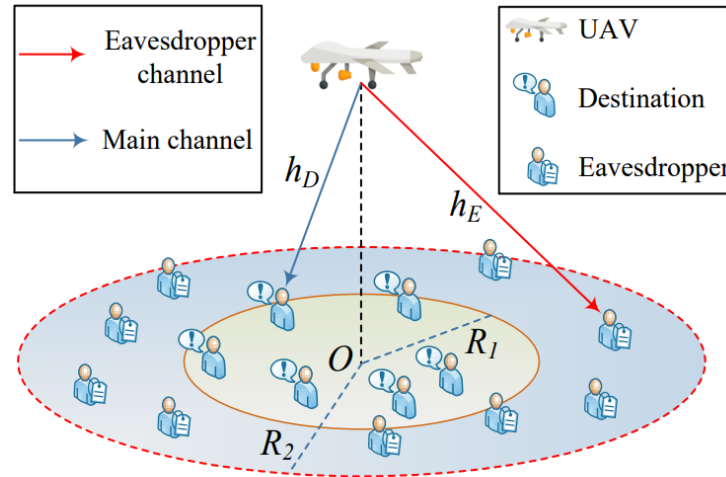 Eavesdropper
channel
Main channel
UAV
Destination
Eavesdropper
h_D
h_E
O
R_1
R_2